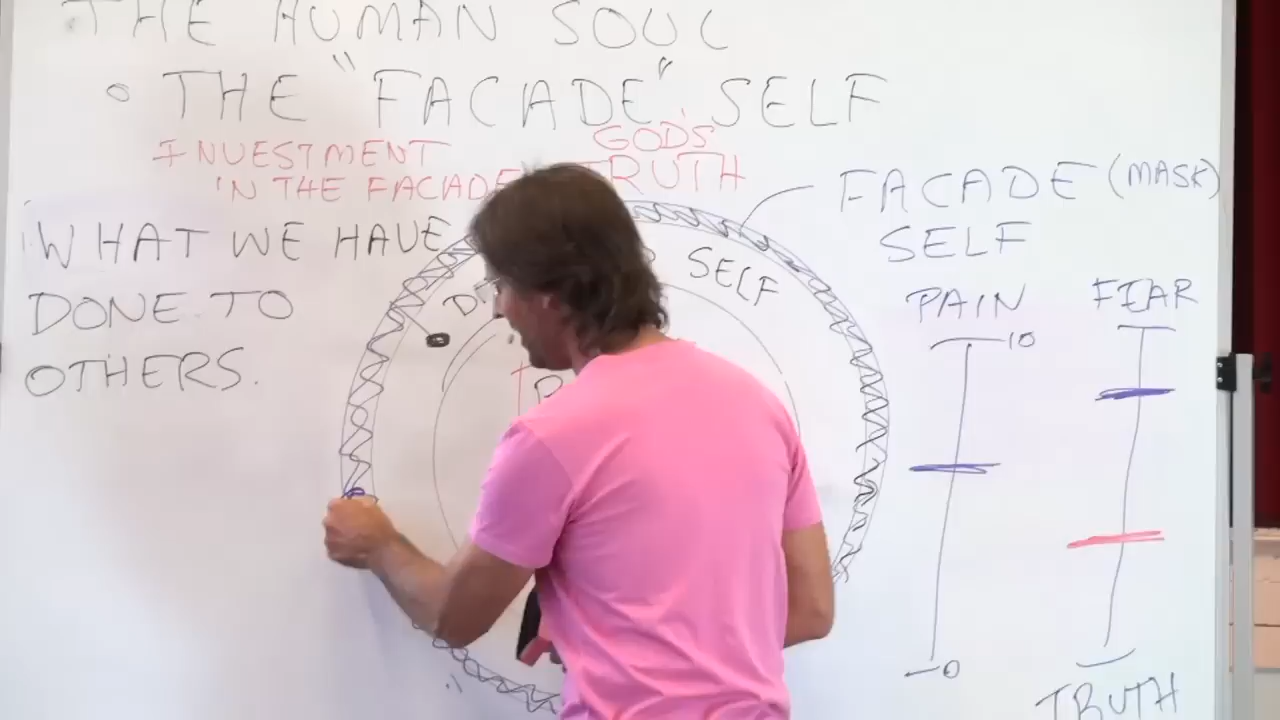 THE HUMAN SOUL
• THE "FACADE" SELF
INVESTMENT
IN THE FACADE
GOD'S
TRUTH
FACADE (MASK)
SELF
WHAT WE HAVE
DONE TO
OTHERS.
SELF
PAIN
10
0
FEAR
TRUTH